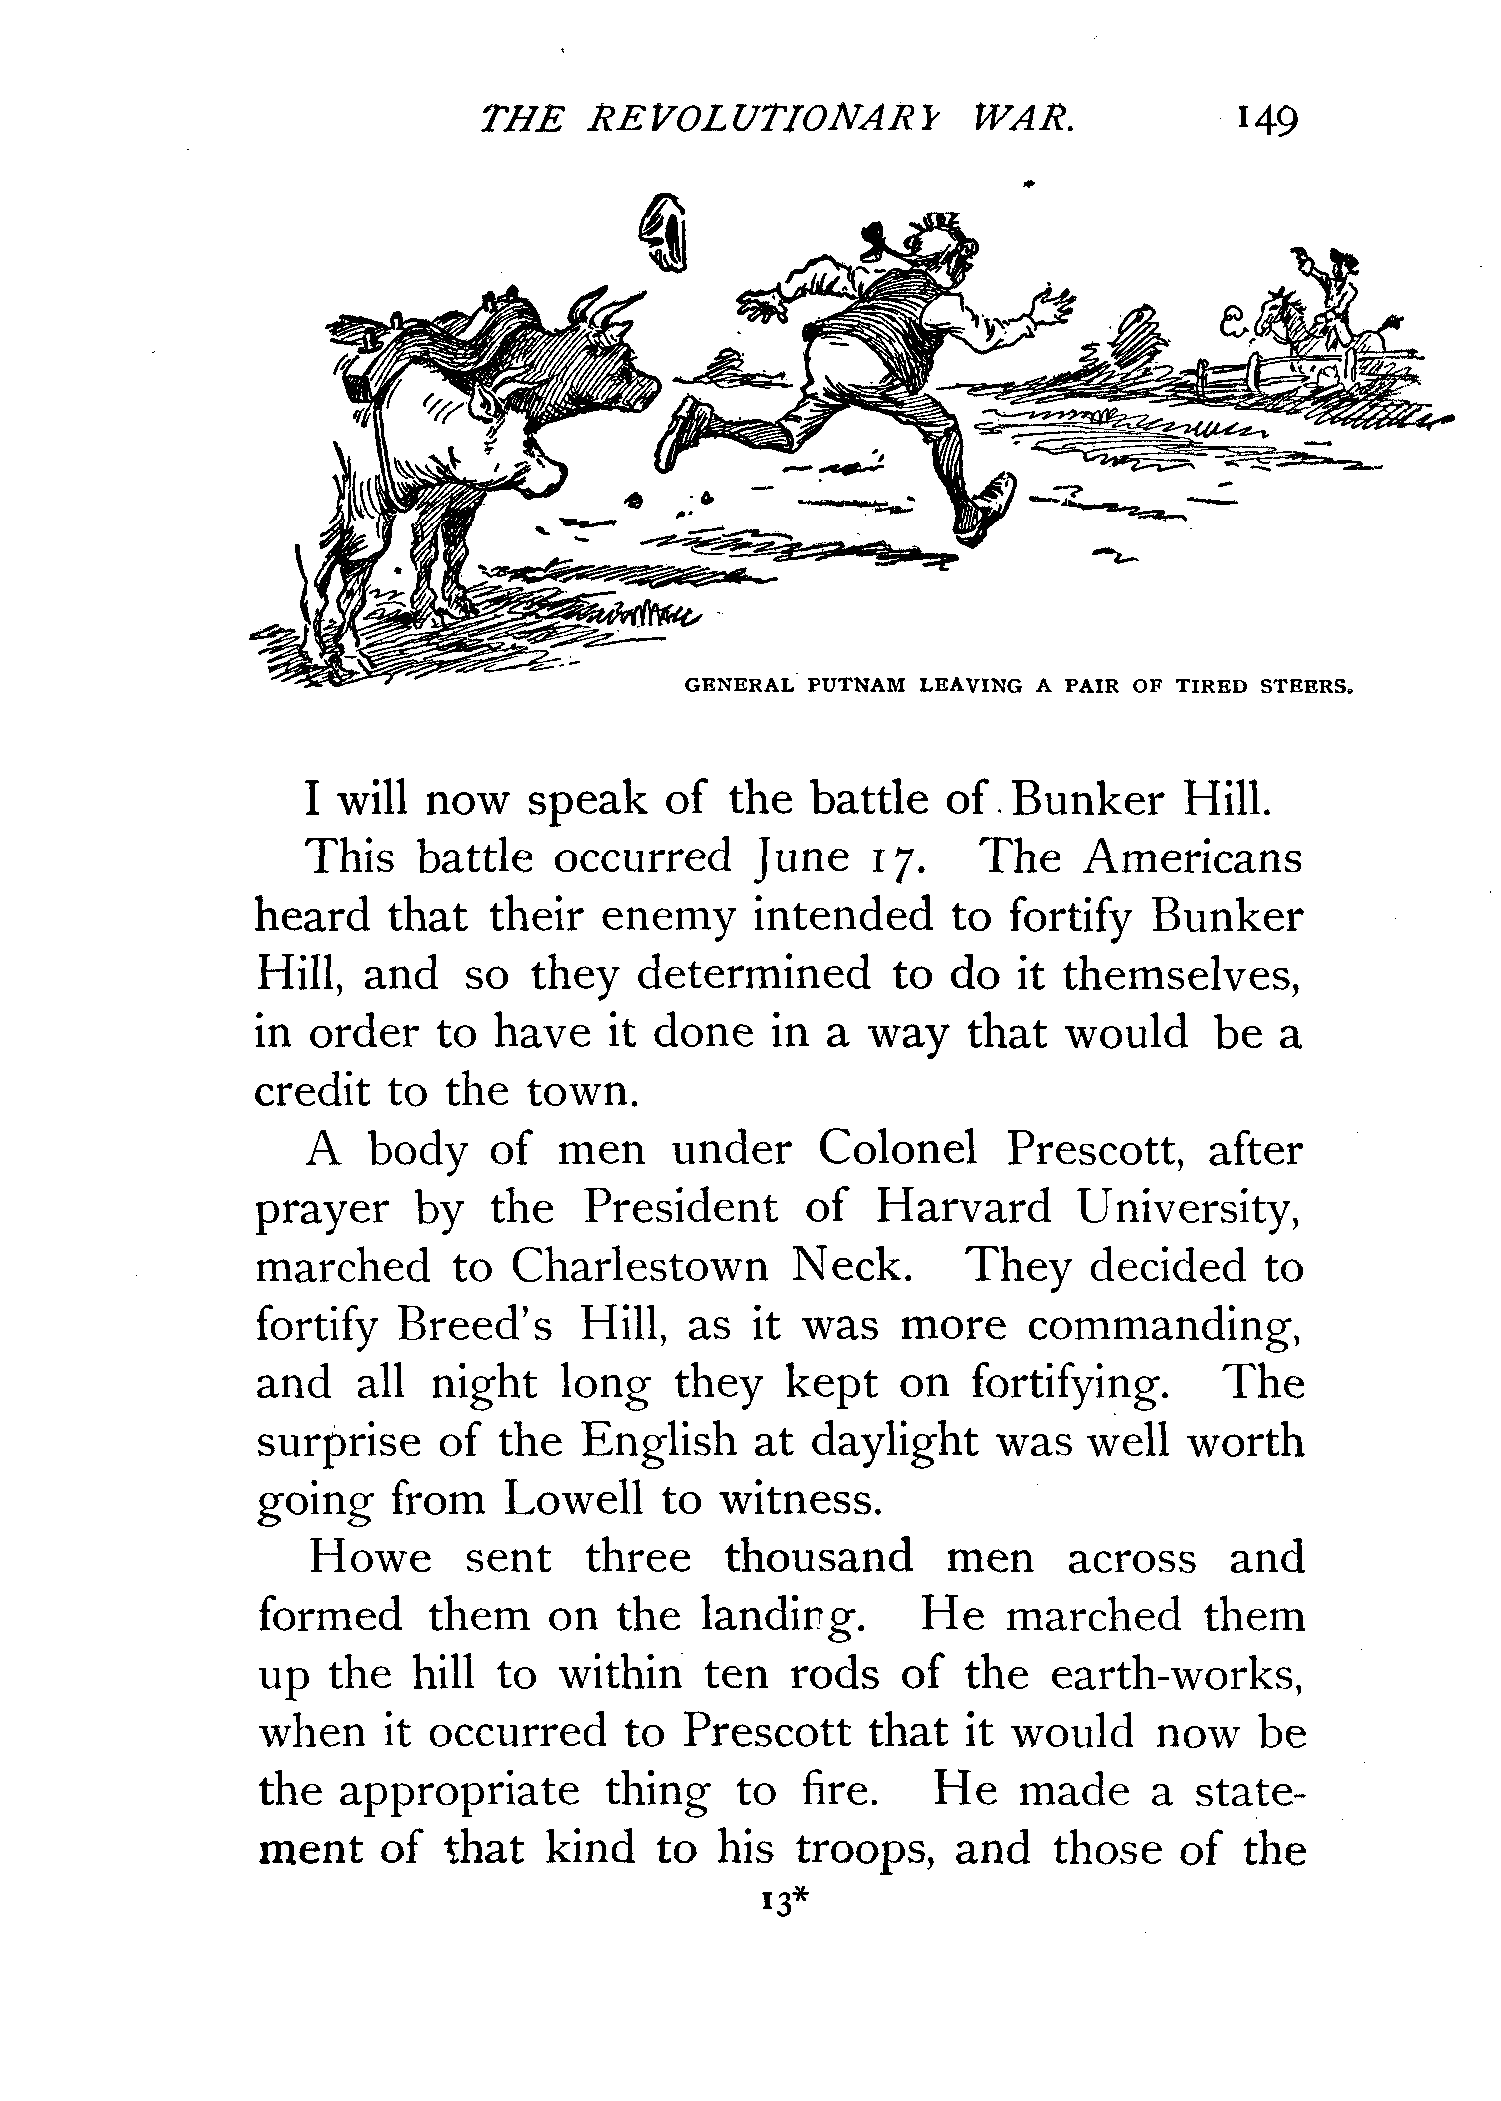 THE REVOLUTIONARY WAR. 149
GENERAL PUTNAM LEAVING A PAIR OF TIRED STEERS.
I will now speak of the battle of Bunker Hill.
This battle occurred June 17. The Americans
heard that their enemy intended to fortify Bunker
Hill, and so they determined to do it themselves,
in order to have it done in a way that would be a
credit to the town.
A body of men under Colonel Prescott, after
prayer by the President of Harvard University,
marched to Charlestown Neck. They decided to
fortify Breed's Hill, as it was more commanding,
and all night long they kept on fortifying. The
surprise of the English at daylight was well worth
going from Lowell to witness.
Howe sent three thousand men across and
formed them on the landing. He marched them
up the hill to within ten rods of the earth-works,
when it occurred to Prescott that it would now be
the appropriate thing to fire. He made a state-
ment of that kind to his troops, and those of the
13*